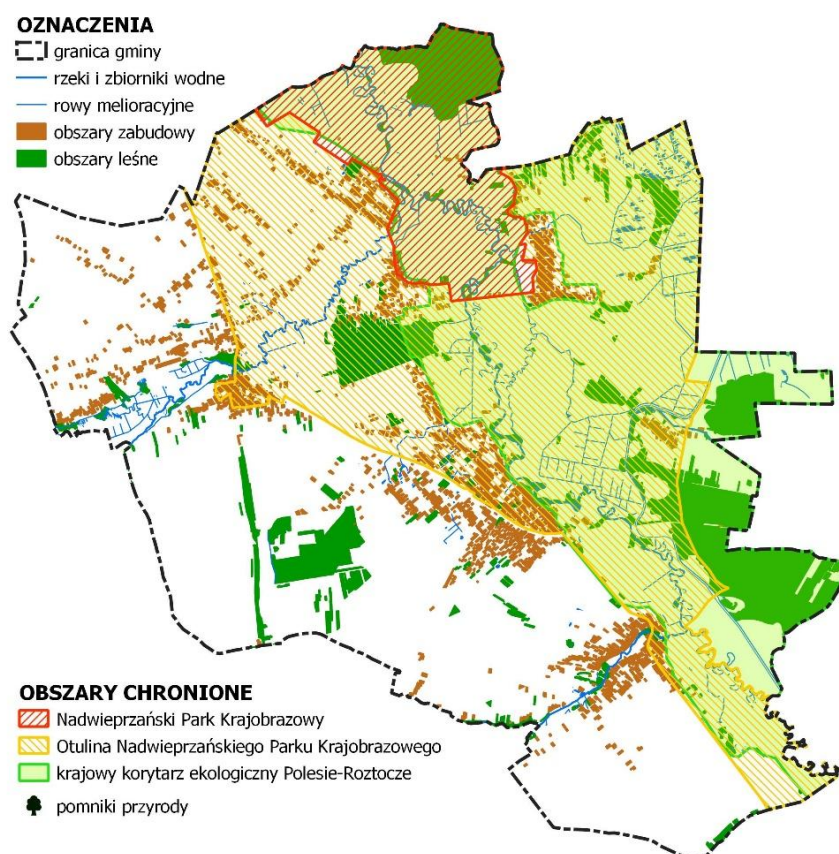 OZNACZENIA
granica gminy
rzeki i zbiorniki wodne
rowy melioracyjne
obszary zabudowy
obszary leśne
OBSZARY CHRONIONE
Nadwieprzański Park Krajobrazowy
Otulina Nadwieprzańskiego Parku Krajobrazowego
krajowy korytarz ekologiczny Polesie-Roztocze
pomniki przyrody